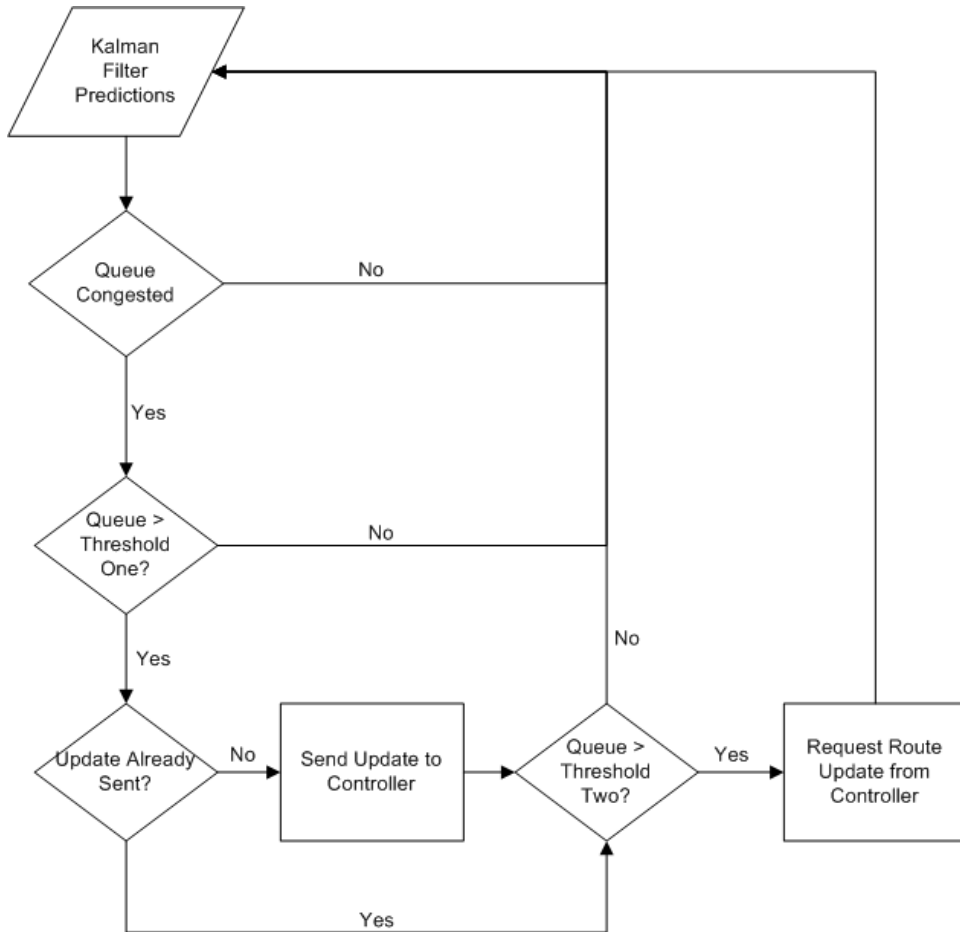 Kalman
Filter
Predictions
Queue
Congested
No
Yes
Queue >
Threshold
One?
No
Yes
No
Update Already
Sent?
No
Send Update to
Controller
Queue >
Threshold
Two?
Yes
Request Route
Update from
Controller
Yes